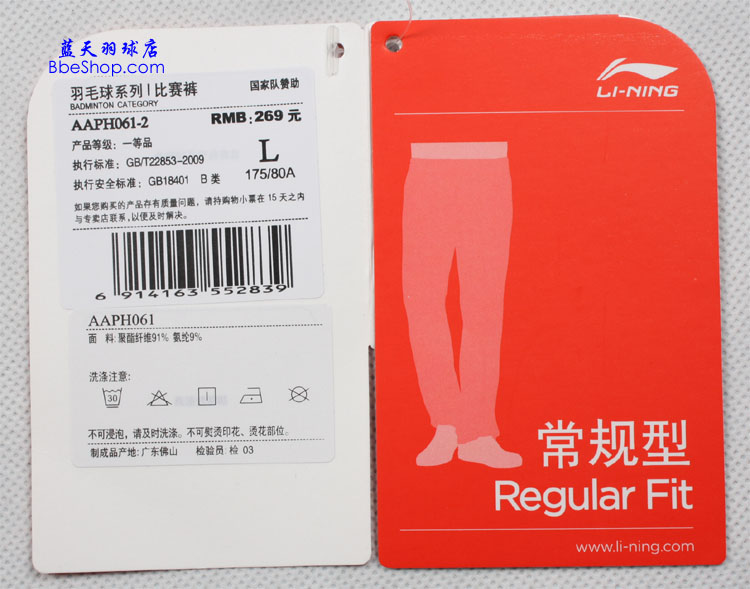 蓝天羽球店
BbeShop.com
羽毛球系列|比赛裤
国家队赞助
BADMINTON CATEGORY
AAPH061-2
RMB:269 元
产品等级: 一等品
执行标准: GB/T22853-2009
L
执行安全标准: GB18401 B 类
175/80A
如果您购买的产品存有质量问题, 请持购物小票在 15 天之内
与专卖店联系,以便及时解决。
6 914163 552839
AAPH061
面 料:聚酯纤维91% 氨纶9%
洗涤注意:
30
不可浸泡, 请及时洗涤。不可熨烫印花、烫花部位。
制成品产地: 广东佛山 检验员: 检 03
LI-NING
常规型
Regular Fit
www.li-ning.com